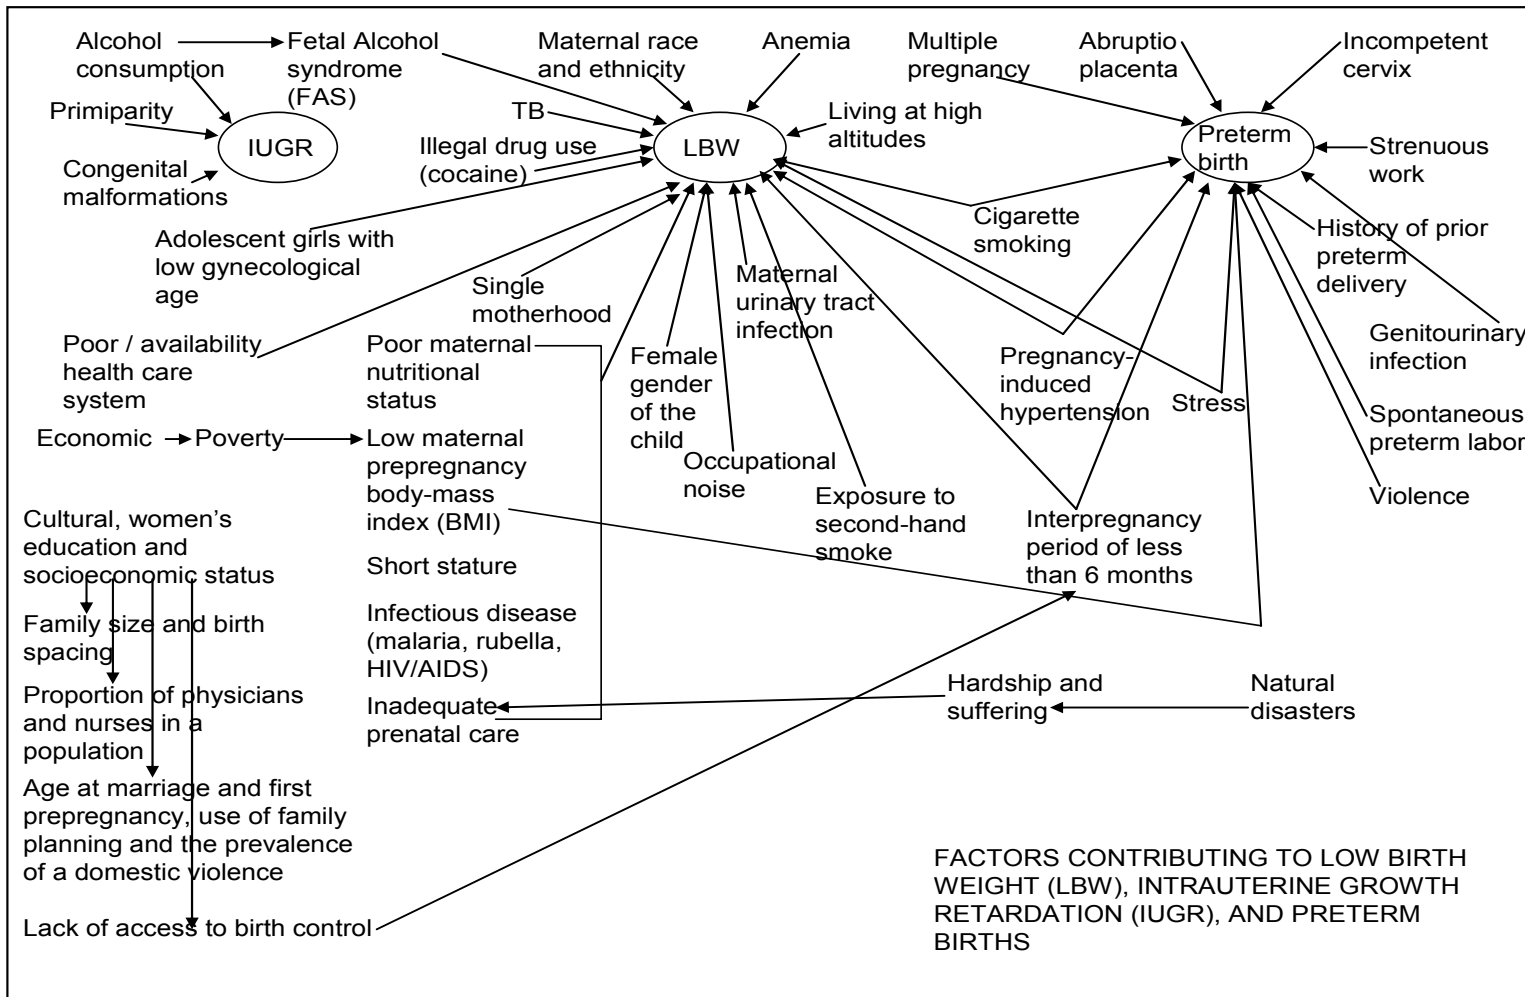 Alcohol
consumption
Fetal Alcohol
syndrome
(FAS)
Maternal race
and ethnicity
Anemia
Multiple
pregnancy
Abruptio
placenta
Incompetent
cervix
Primiparity
IUGR
Congenital
malformations
TB
Illegal drug use
(cocaine)
LBW
Living at high
altitudes
Preterm
birth
Strenuous
work
Adolescent girls with
low gynecological
age
Single
motherhood
Maternal
urinary tract
infection
Cigarette
smoking
History of prior
preterm
delivery
Poor / availability
health care
system
Poor maternal
nutritional
status
Female
gender
of the
child
Pregnancy-
induced
hypertension
Stress
Genitourinary
infection
Economic
Poverty
Low maternal
prepregnancy
body-mass
index (BMI)
Occupational
noise
Exposure to
second-hand
smoke
Spontaneous
preterm labor
Violence
Interpregnancy
period of less
than 6 months
Cultural, women’s
education and
socioeconomic status
Short stature
Family size and birth
spacing
Infectious disease
(malaria, rubella,
HIV/AIDS)
Proportion of physicians
and nurses in a
population
Inadequate
prenatal care
Hardship and
suffering
Natural
disasters
Age at marriage and first
prepregnancy, use of family
planning and the prevalence
of a domestic violence
Lack of access to birth control
FACTORS CONTRIBUTING TO LOW BIRTH
WEIGHT (LBW), INTRAUTERINE GROWTH
RETARDATION (IUGR), AND PRETERM
BIRTHS